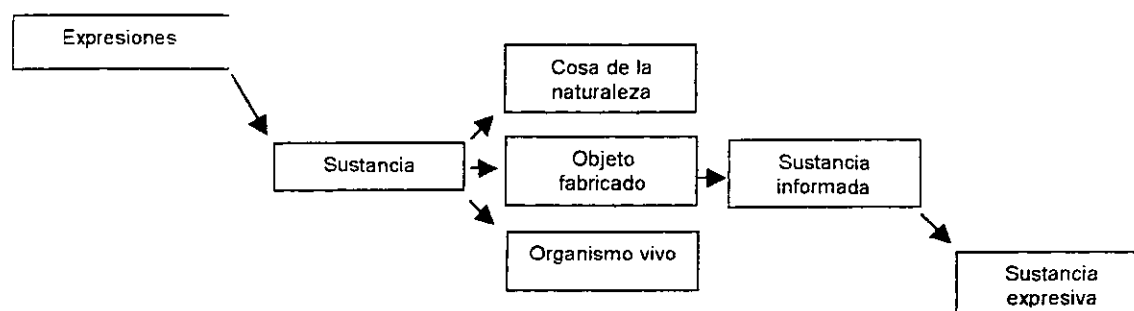 Expresiones
Cosa de la
naturaleza
Sustancia
Objeto
fabricado
Sustancia
informada
Organismo vivo
Sustancia
expresiva